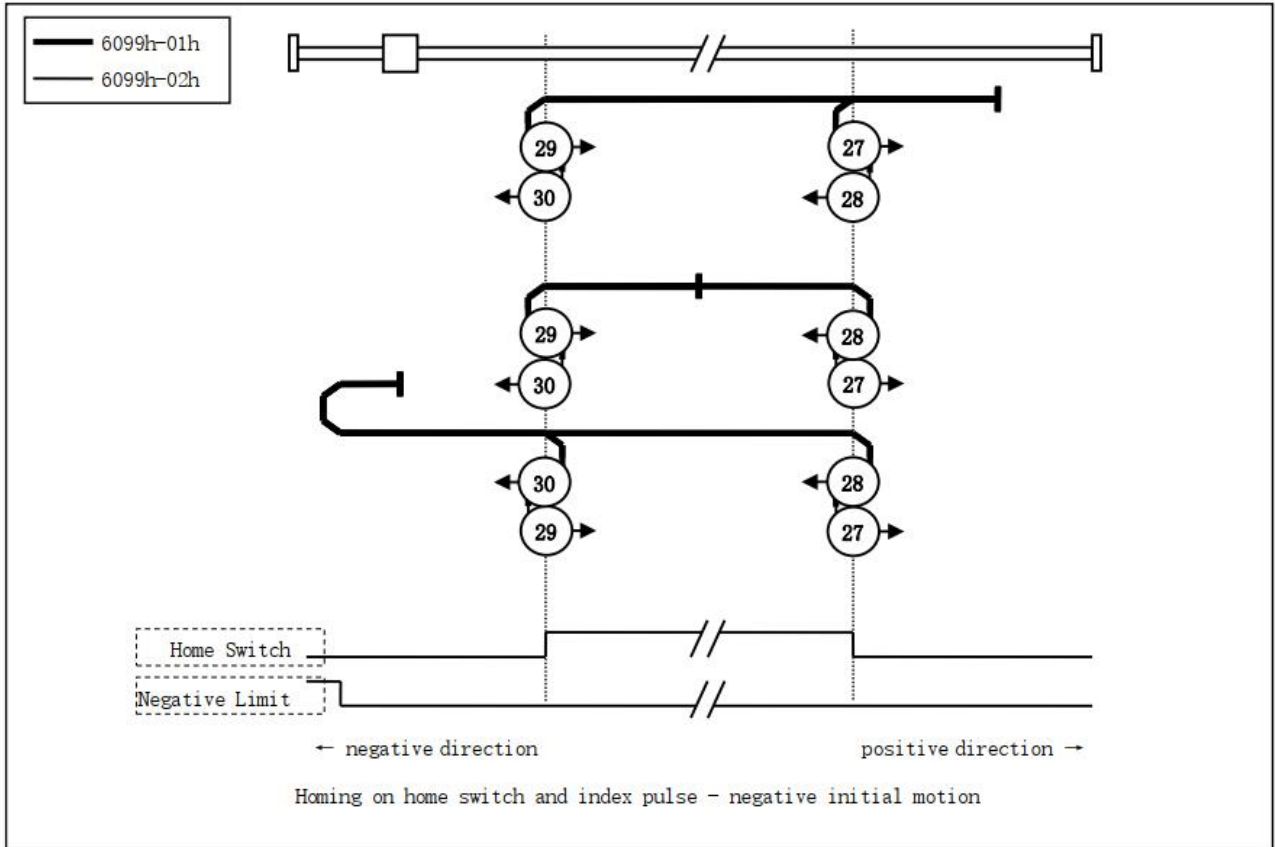 6099h-01h
6099h-02h
29
27
30
28
29
28
30
27
30
28
29
27
Home Switch
Negative Limit
← negative direction
positive direction →
Homing on home switch and index pulse - negative initial motion